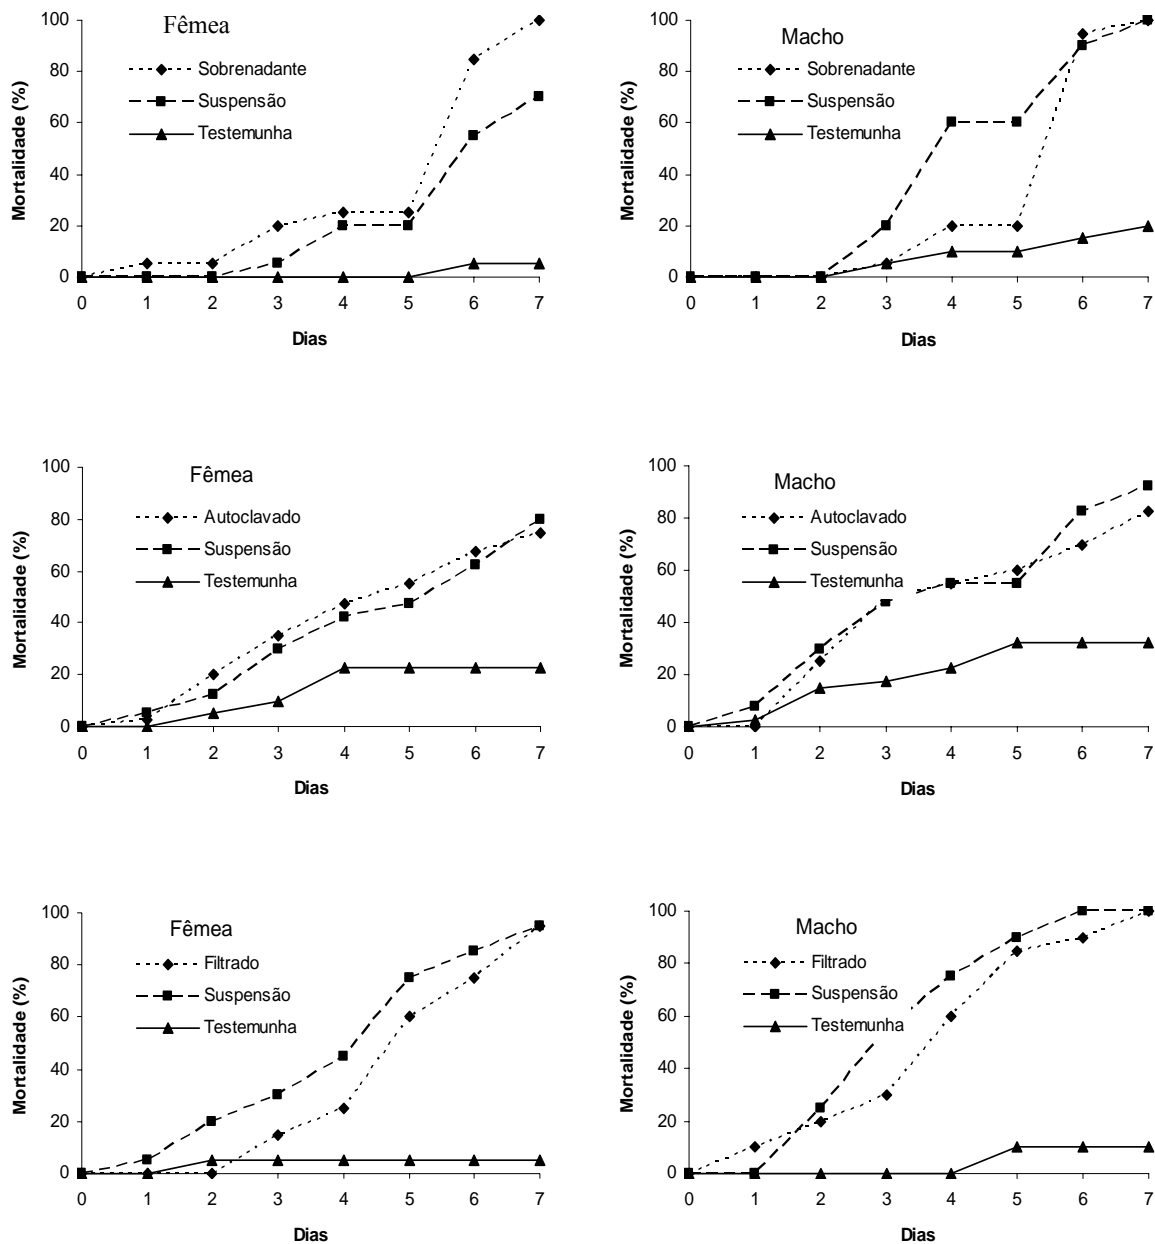 Fêmea
Sobrenadante
Suspensão
Testemunha
Mortalidade (%)
100
80
60
40
20
0
0 1 2 3 4 5 6 7
Dias
Macho
Sobrenadante
Suspensão
Testemunha
Mortalidade (%)
100
80
60
40
20
0
0 1 2 3 4 5 6 7
Dias
Fêmea
Autoclavado
Suspensão
Testemunha
Mortalidade (%)
100
80
60
40
20
0
0 1 2 3 4 5 6 7
Dias
Macho
Autoclavado
Suspensão
Testemunha
Mortalidade (%)
100
80
60
40
20
0
0 1 2 3 4 5 6 7
Dias
Fêmea
Filtrado
Suspensão
Testemunha
Mortalidade (%)
100
80
60
40
20
0
0 1 2 3 4 5 6 7
Dias
Macho
Filtrado
Suspensão
Testemunha
Mortalidade (%)
100
80
60
40
20
0
0 1 2 3 4 5 6 7
Dias